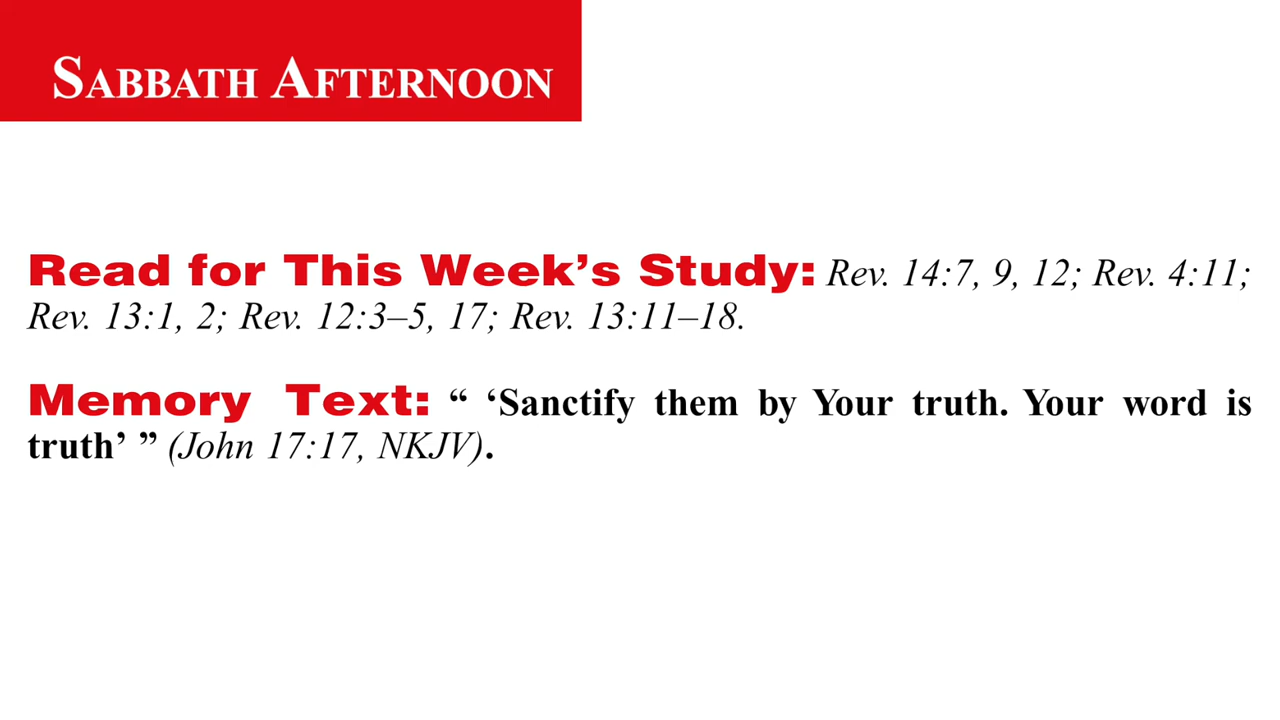 SABBATH AFTERNOON
Read for This Week’s Study: Rev. 14:7, 9, 12; Rev. 4:11;
Rev. 13:1, 2; Rev. 12:3–5, 17; Rev. 13:11–18.
Memory Text: “ ‘Sanctify them by Your truth. Your word is
truth’ ” (John 17:17, NKJV).